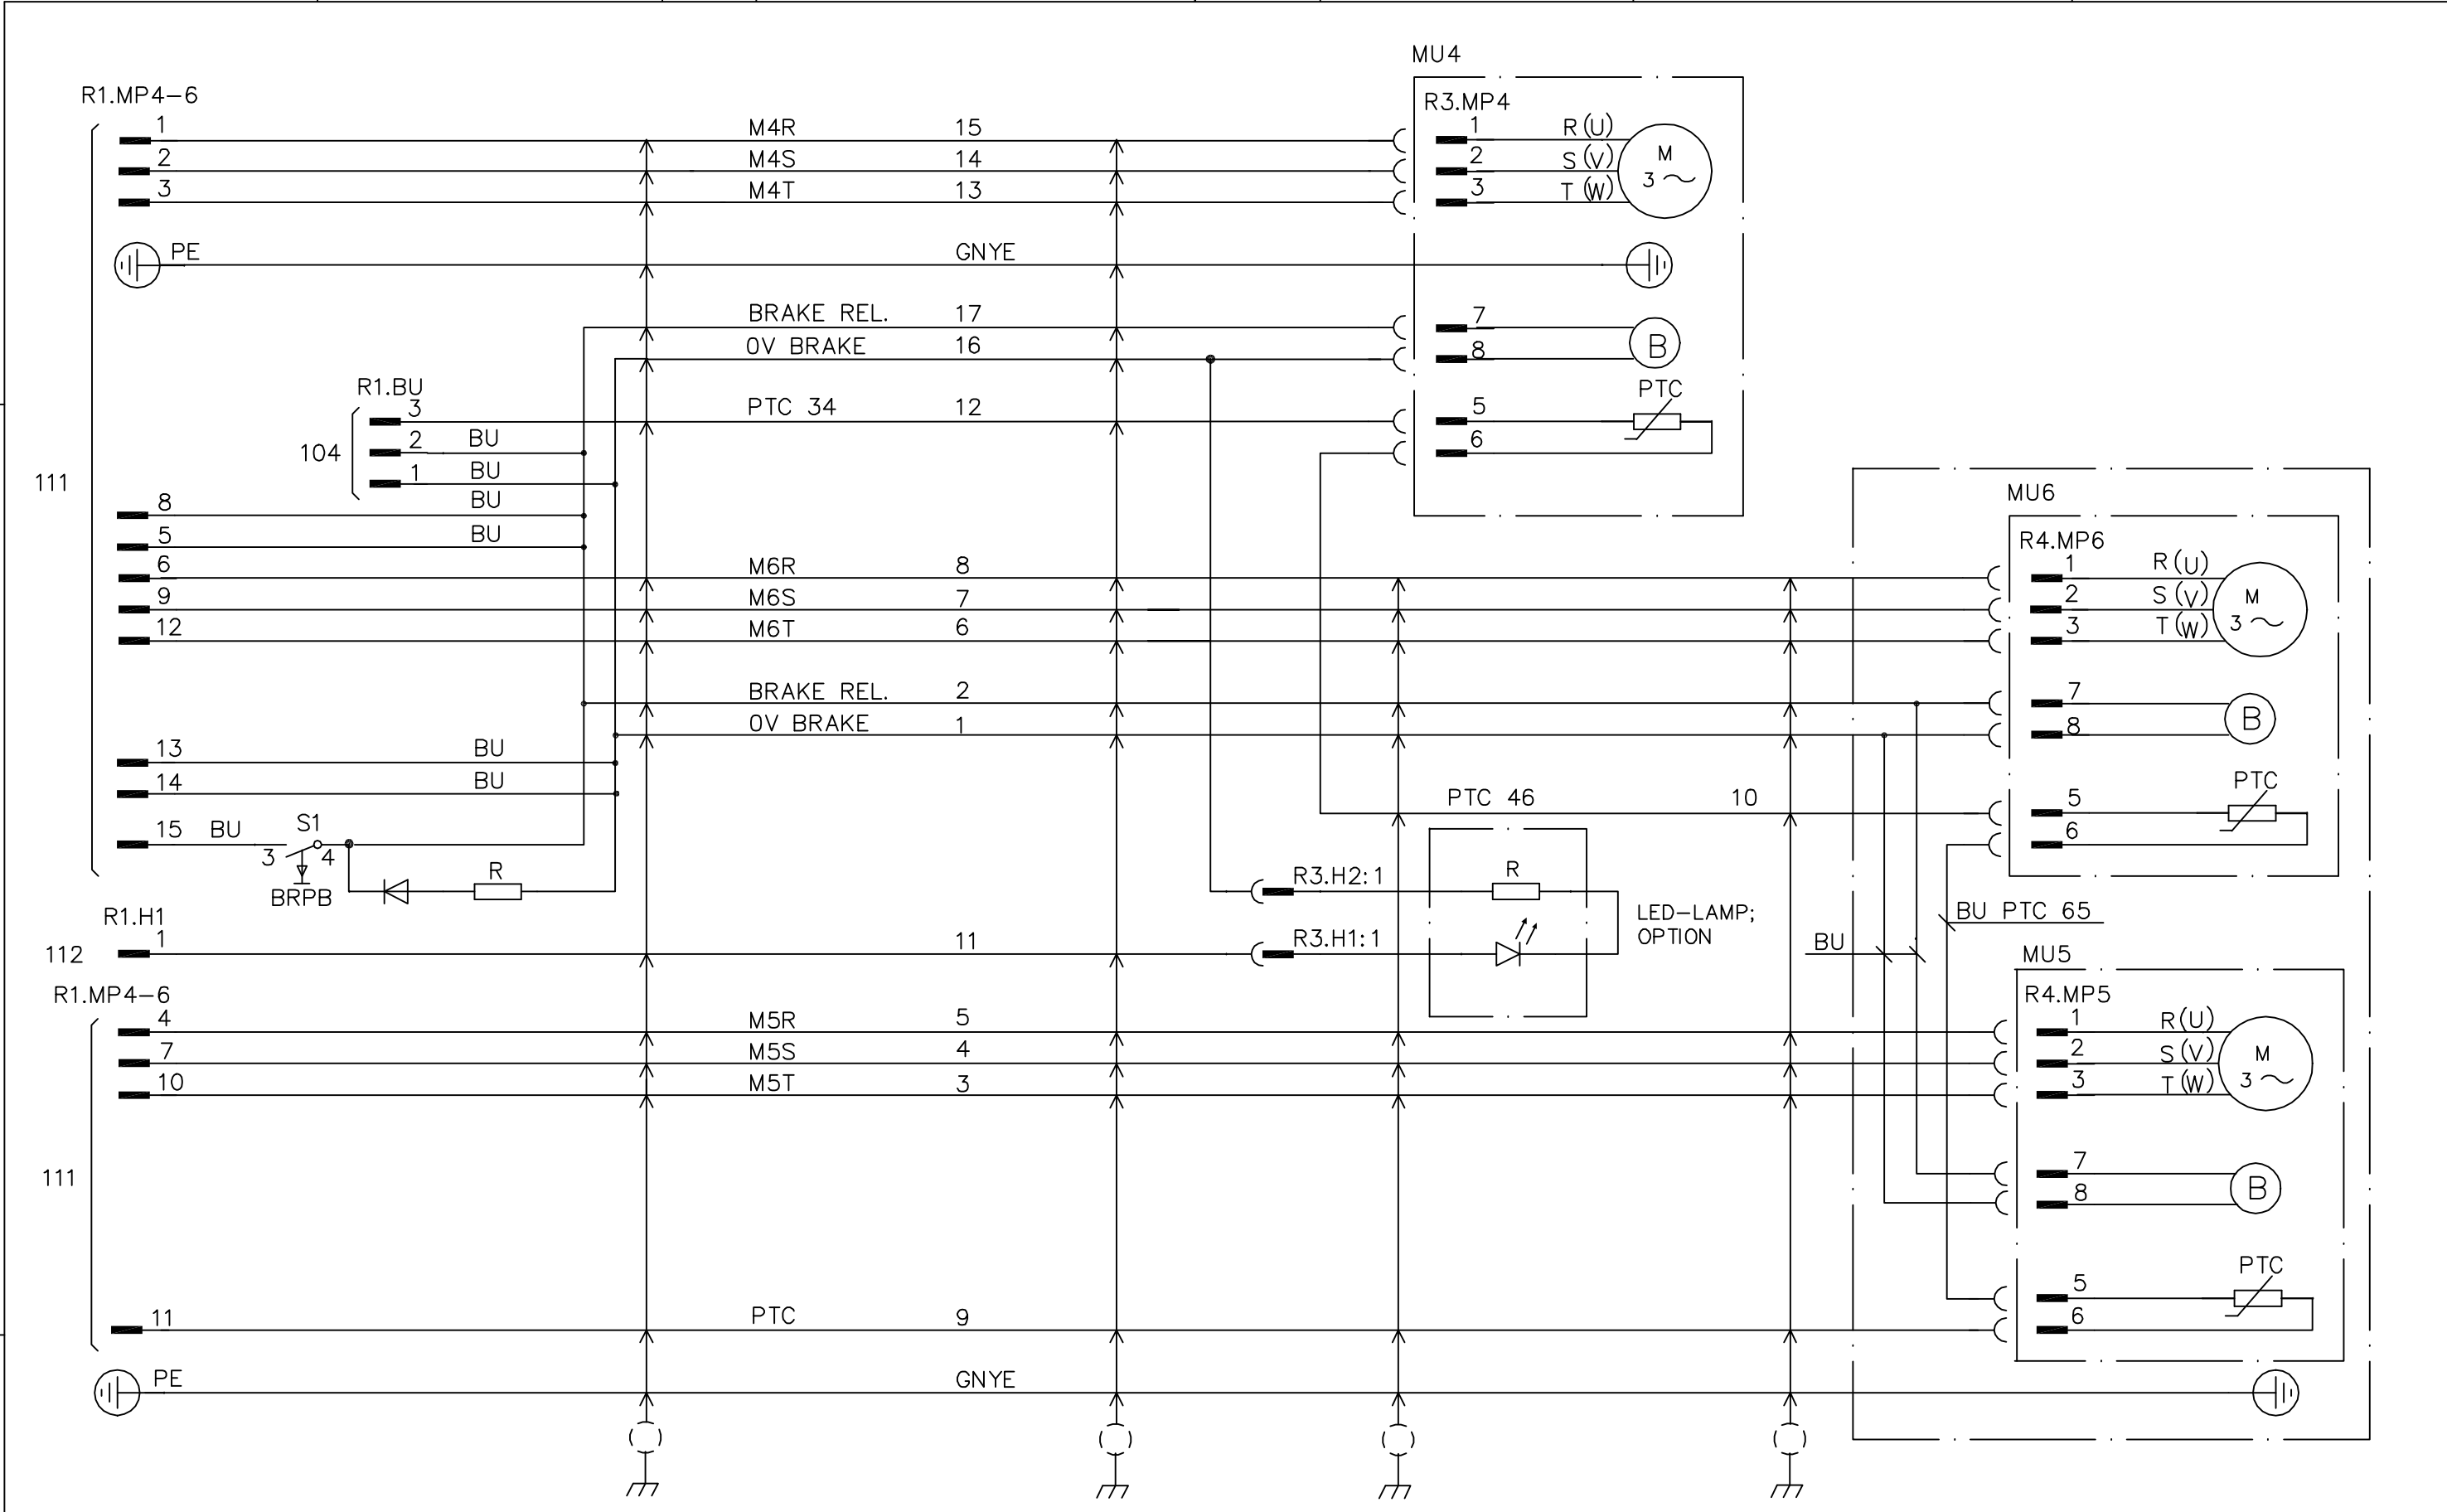 MU4
R1.MP4-6
R3.MP4
1 M4R 15 1 R(U)
2 M4S 14 2 S(V) M
3 M4T 13 3 T(W) 3~
PE GNYE
BRAKE REL. 17 7
0V BRAKE 16 8 B
R1.BU PTC
3 PTC 34 12 5
104 2 BU 6
1 BU
111
8 BU
5 BU
MU6
R4.MP6
6 M6R 8 1 R(U)
9 M6S 7 2 S(V) M
12 M6T 6 3 T(W) 3~
BRAKE REL. 2 7
0V BRAKE 1 8 B
13 BU
14 BU
PTC 46 10 5 PTC
15 BU S1 6
3 4
BRPB
R
R3.H2:1 R
R1.H1
LED-LAMP;
OPTION
BU PTC 65
112 1 11 R3.H1:1 BU
MU5
R1.MP4-6 R4.MP5
4 M5R 5 1 R(U)
7 M5S 4 2 S(V) M
10 M5T 3 3 T(W) 3~
111 7
8 B
PTC
5
11 PTC 9 6
PE GNYE